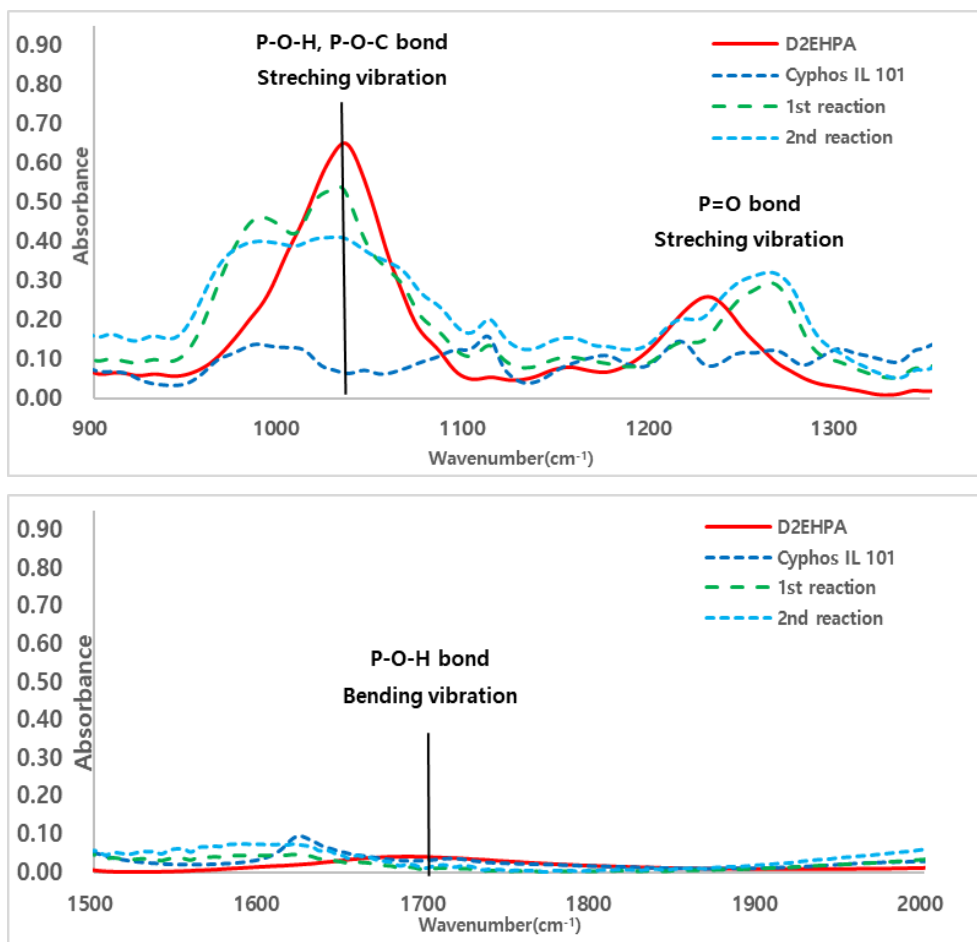 P-O-H, P-O-C bond
Streching vibration
D2EHPA
Cyphos IL 101
1st reaction
2nd reaction
P=O bond
Streching vibration
Absorbance
0.90
0.80
0.70
0.60
0.50
0.40
0.30
0.20
0.10
0.00
900
1000
1100
1200
1300
Wavenumber(cm⁻¹)
D2EHPA
Cyphos IL 101
1st reaction
2nd reaction
P-O-H bond
Bending vibration
Absorbance
0.90
0.80
0.70
0.60
0.50
0.40
0.30
0.20
0.10
0.00
1500
1600
1700
1800
1900
2000
Wavenumber(cm⁻¹)